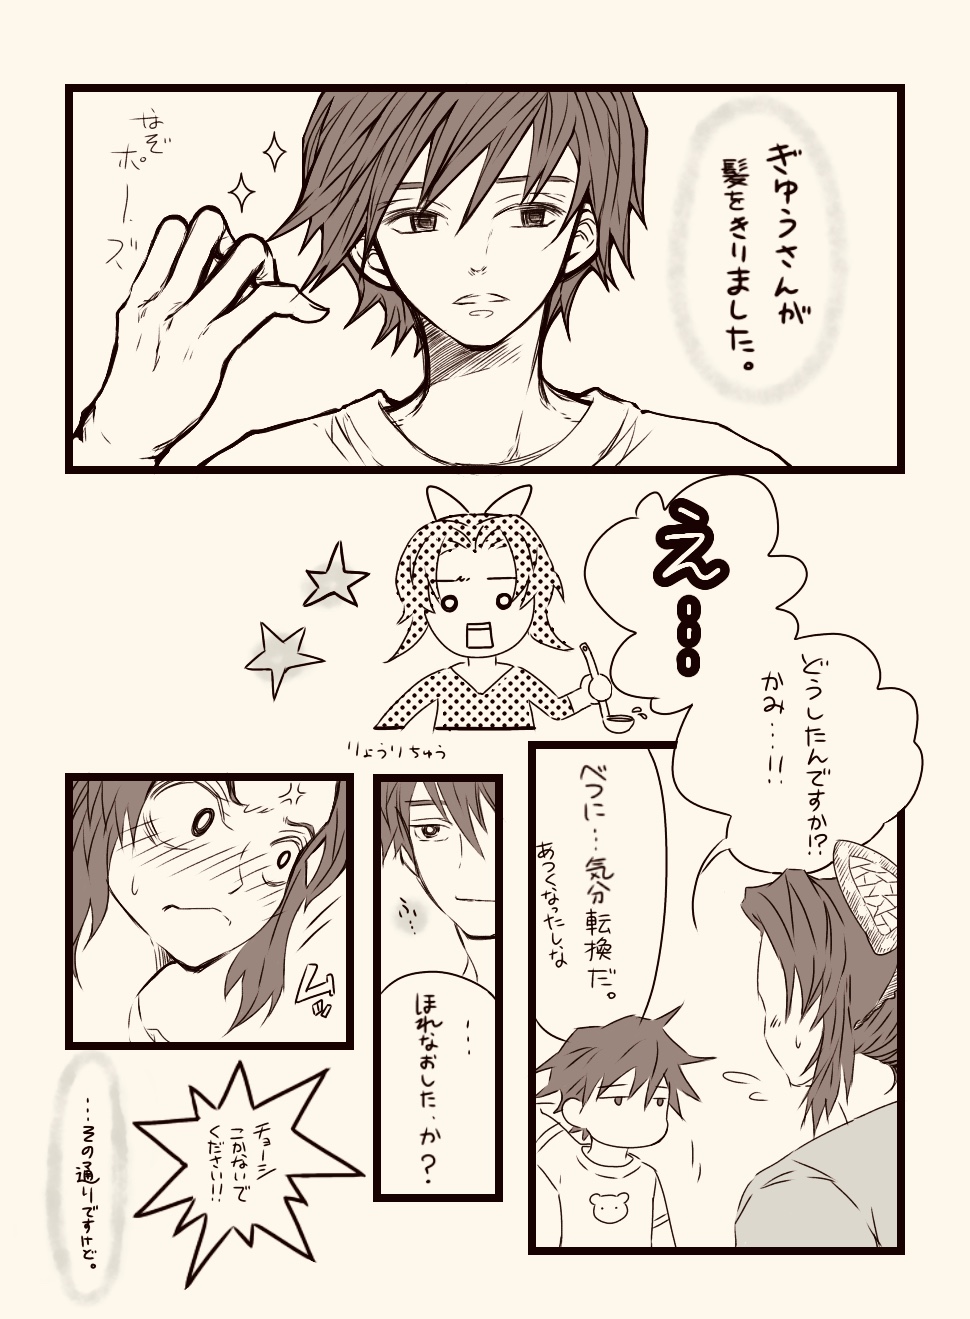 ぎゅうさんが
髪をきりました。
なぞ
ポーズ
え…
りょうりちゅう
どうしたんですか!?
かみ…!!
べつに…気分転換だ。
あつくなったしな
…
ほれなおした、か?
ムッ
チョーシ
こかないで
ください!!
…その通りですけど。